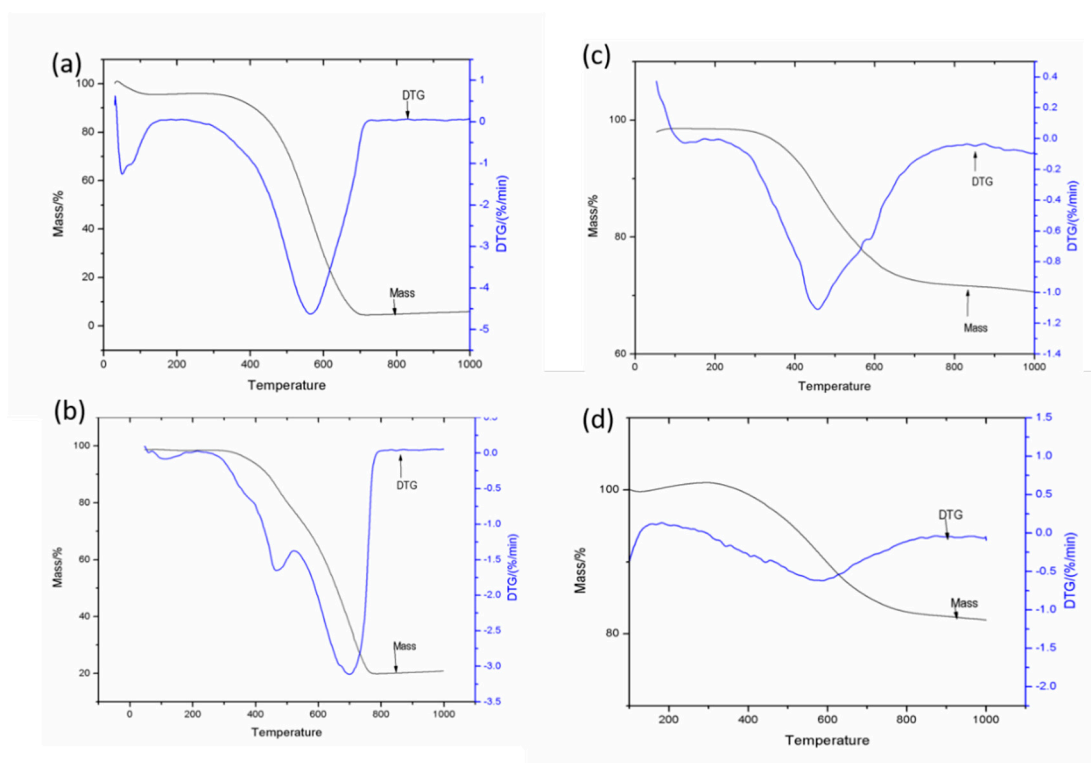 (a)
100
80
60
40
20
0
Mass/%
1
0
-1
-2
-3
-4
-5
DTG/(%/min)
DTG
Mass
0 200 400 600 800 1000
Temperature
(c)
100
80
60
Mass/%
0.4
0.2
0.0
-0.2
-0.4
-0.6
-0.8
-1.0
-1.2
-1.4
DTG/(%/min)
DTG
Mass
0 200 400 600 800 1000
Temperature
(b)
100
80
60
40
20
Mass/%
0.0
-0.5
-1.0
-1.5
-2.0
-2.5
-3.0
-3.5
DTG/(%/min)
DTG
Mass
0 200 400 600 800 1000
Temperature
(d)
100
80
Mass/%
1.5
1.0
0.5
0.0
-0.5
-1.0
-1.5
-2.0
DTG/(%/min)
DTG
Mass
200 400 600 800 1000
Temperature